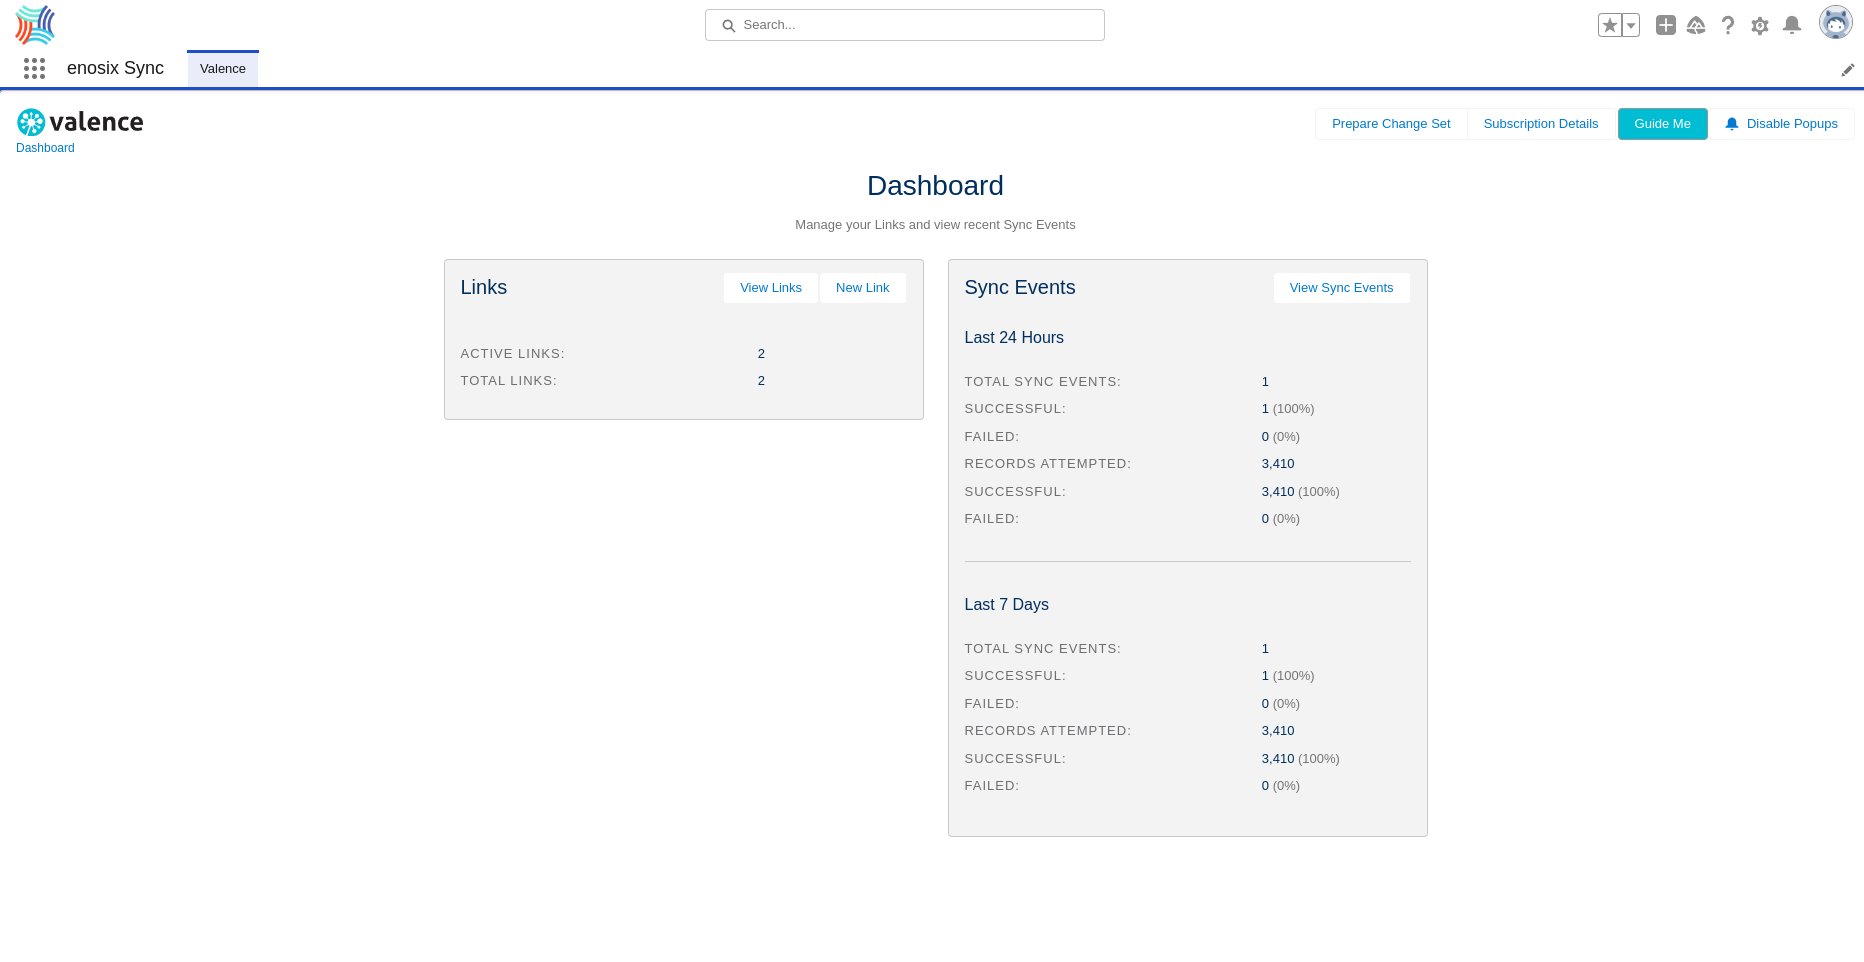 Search...
enosix Sync
Valence
valence
Prepare Change Set
Subscription Details
Guide Me
Disable Popups
Dashboard
Dashboard
Manage your Links and view recent Sync Events
Links
View Links
New Link
ACTIVE LINKS: 2
TOTAL LINKS: 2
Sync Events
View Sync Events
Last 24 Hours
TOTAL SYNC EVENTS: 1
SUCCESSFUL: 1 (100%)
FAILED: 0 (0%)
RECORDS ATTEMPTED: 3,410
SUCCESSFUL: 3,410 (100%)
FAILED: 0 (0%)
Last 7 Days
TOTAL SYNC EVENTS: 1
SUCCESSFUL: 1 (100%)
FAILED: 0 (0%)
RECORDS ATTEMPTED: 3,410
SUCCESSFUL: 3,410 (100%)
FAILED: 0 (0%)